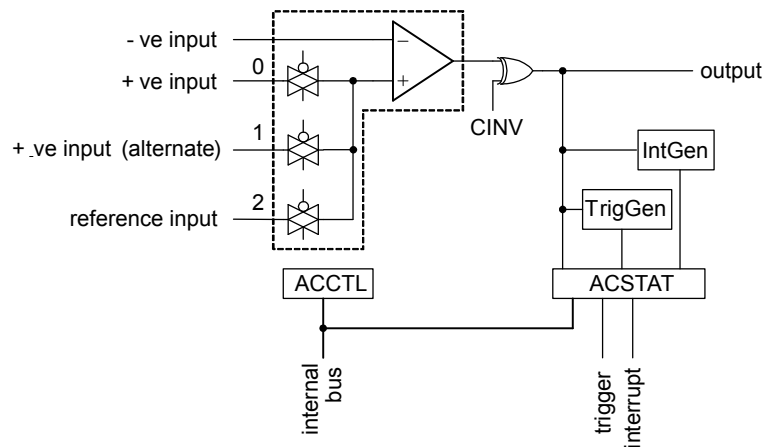 - ve input
+ ve input
0
+ ve input (alternate)
1
reference input
2
−
+
CINV
output
IntGen
TrigGen
ACCTL
ACSTAT
internal
bus
trigger
interrupt